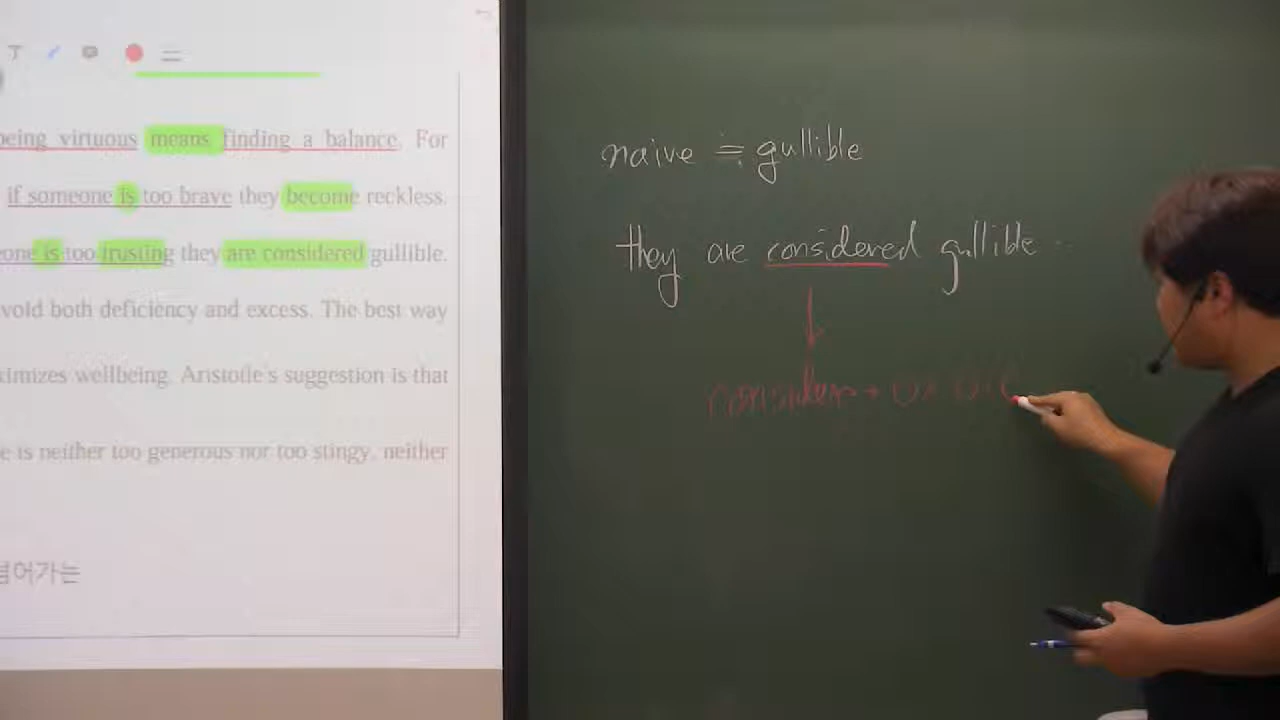 being virtuous means finding a balance. For
if someone is too brave they become reckless.
one is too trusting they are considered gullible.
void both deficiency and excess. The best way
ximizes wellbeing. Aristotle's suggestion is that
e is neither too generous nor too stingy, neither
넘어가는
naive ≒ gullible
they are considered gullible
consider +